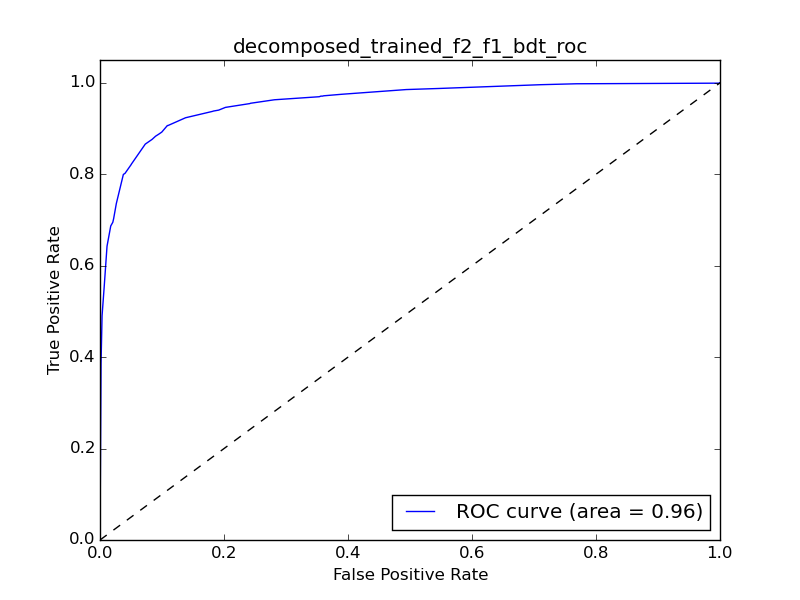 decomposed_trained_f2_f1_bdt_roc
1.0
0.8
0.6
0.4
0.2
0.0
True Positive Rate
ROC curve (area = 0.96)
0.0 0.2 0.4 0.6 0.8 1.0
False Positive Rate